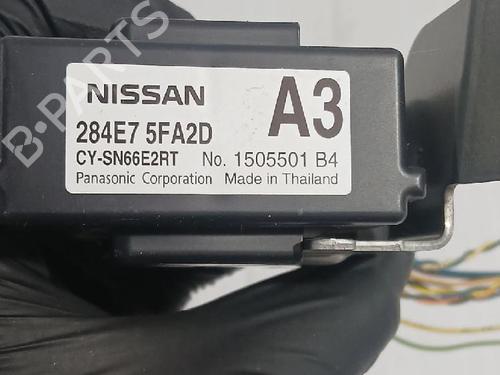 B-PARTS
NISSAN A3
284E7 5FA2D
CY-SN66E2RT No. 1505501 B4
Panasonic Corporation Made in Thailand